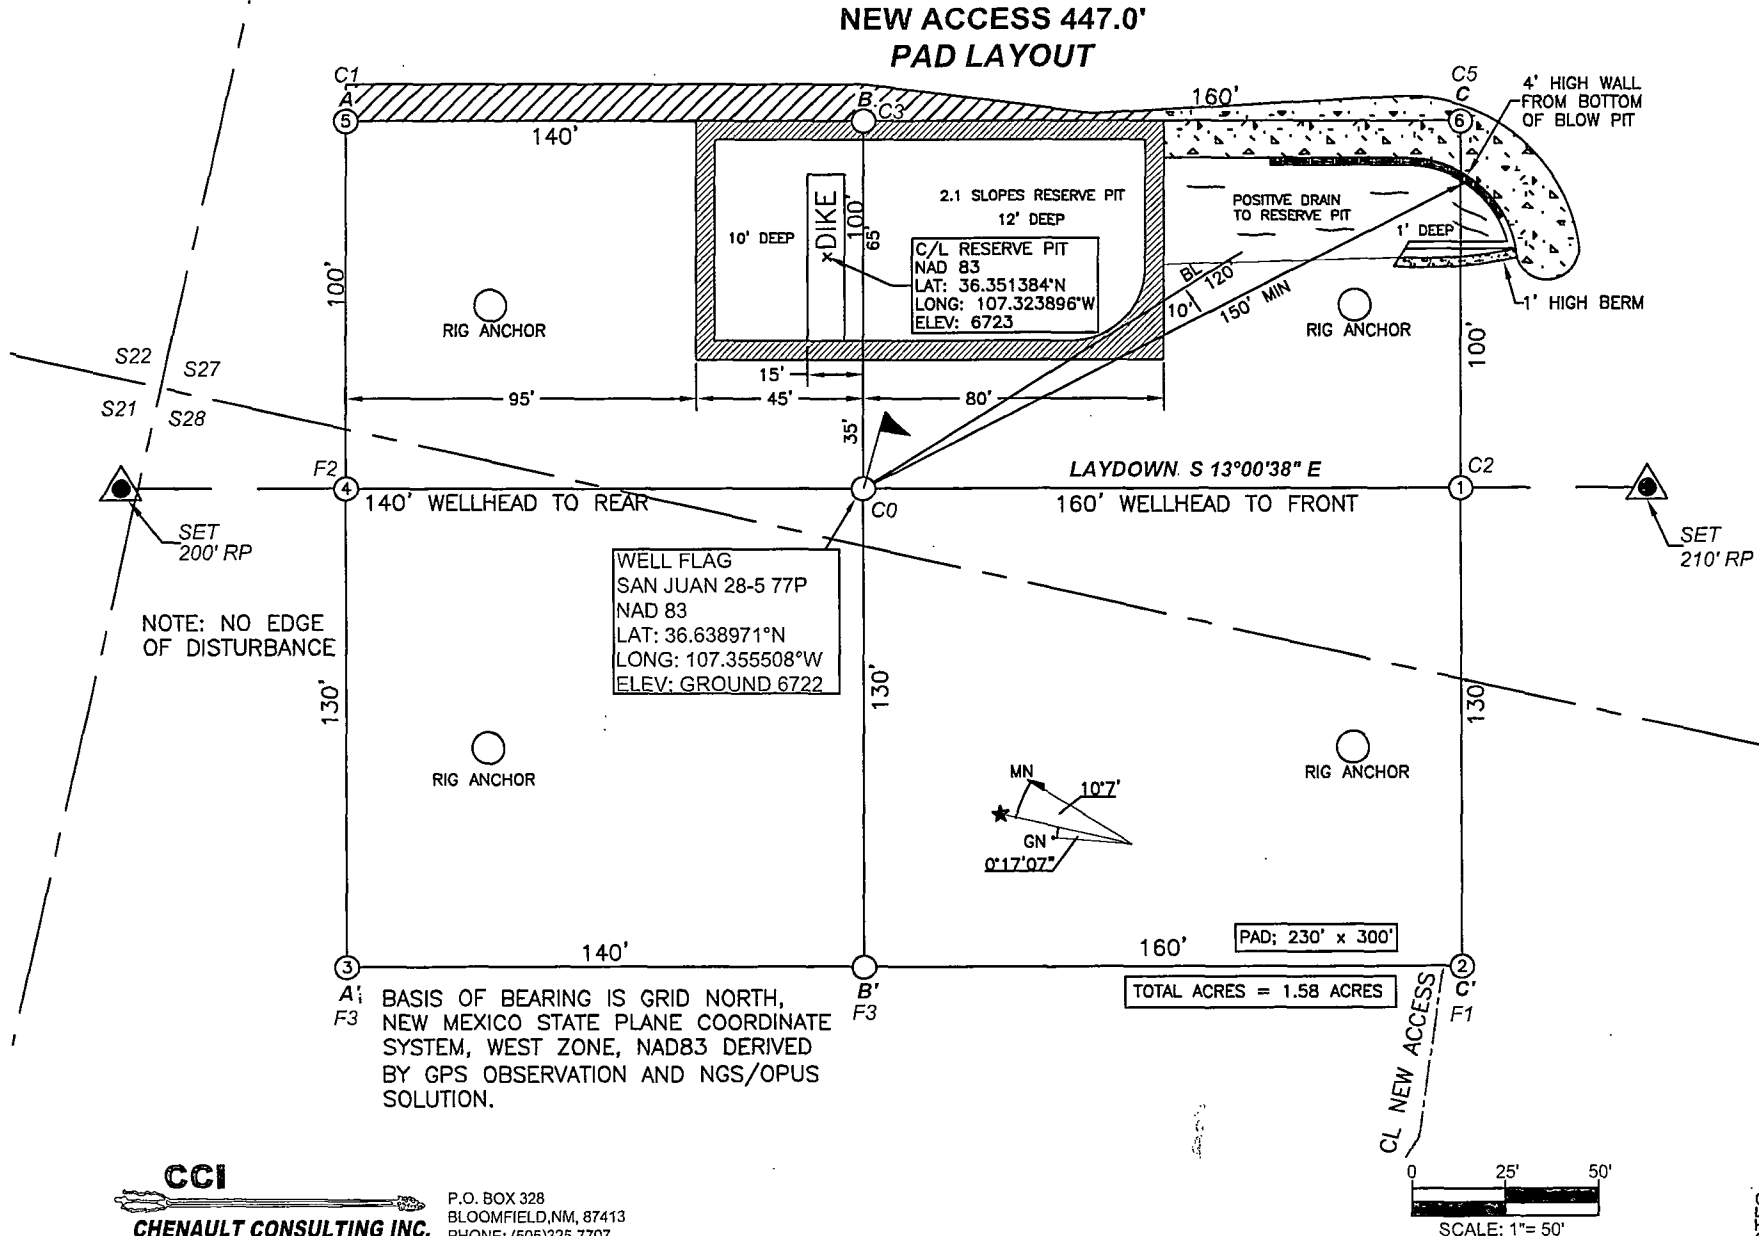 NEW ACCESS 447.0'
PAD LAYOUT
C1
A
5
140'
B
C3
160'
C5
C
6
4' HIGH WALL
FROM BOTTOM
OF BLOW PIT
100'
RIG ANCHOR
10' DEEP
DIKE
100'
65'
2.1 SLOPES RESERVE PIT
12' DEEP
C/L RESERVE PIT
NAD 83
LAT: 36.351384°N
LONG: 107.323896°W
ELEV: 6723
POSITIVE DRAIN
TO RESERVE PIT
1' DEEP
BL
120'
10'
150' MIN
1' HIGH BERM
RIG ANCHOR
100'
S22
S27
S21
S28
15'
95'
45'
80'
35'
F2
4
140' WELLHEAD TO REAR
C0
LAYDOWN S 13°00'38" E
160' WELLHEAD TO FRONT
C2
1
SET
200' RP
SET
210' RP
WELL FLAG
SAN JUAN 28-5 77P
NAD 83
LAT: 36.638971°N
LONG: 107.355508°W
ELEV: GROUND 6722
NOTE: NO EDGE
OF DISTURBANCE
130'
130'
130
RIG ANCHOR
RIG ANCHOR
MN
10°7'
GN
0°17'07"
140'
160'
PAD; 230' x 300'
TOTAL ACRES = 1.58 ACRES
3
A'
F3
B'
F3
2
C'
F1
BASIS OF BEARING IS GRID NORTH,
NEW MEXICO STATE PLANE COORDINATE
SYSTEM, WEST ZONE, NAD83 DERIVED
BY GPS OBSERVATION AND NGS/OPUS
SOLUTION.
CL NEW ACCESS
CCI
CHENAULT CONSULTING INC.
P.O. BOX 328
BLOOMFIELD,NM, 87413
PHONE: (505)325-7707
0 25' 50'
SCALE: 1"= 50'